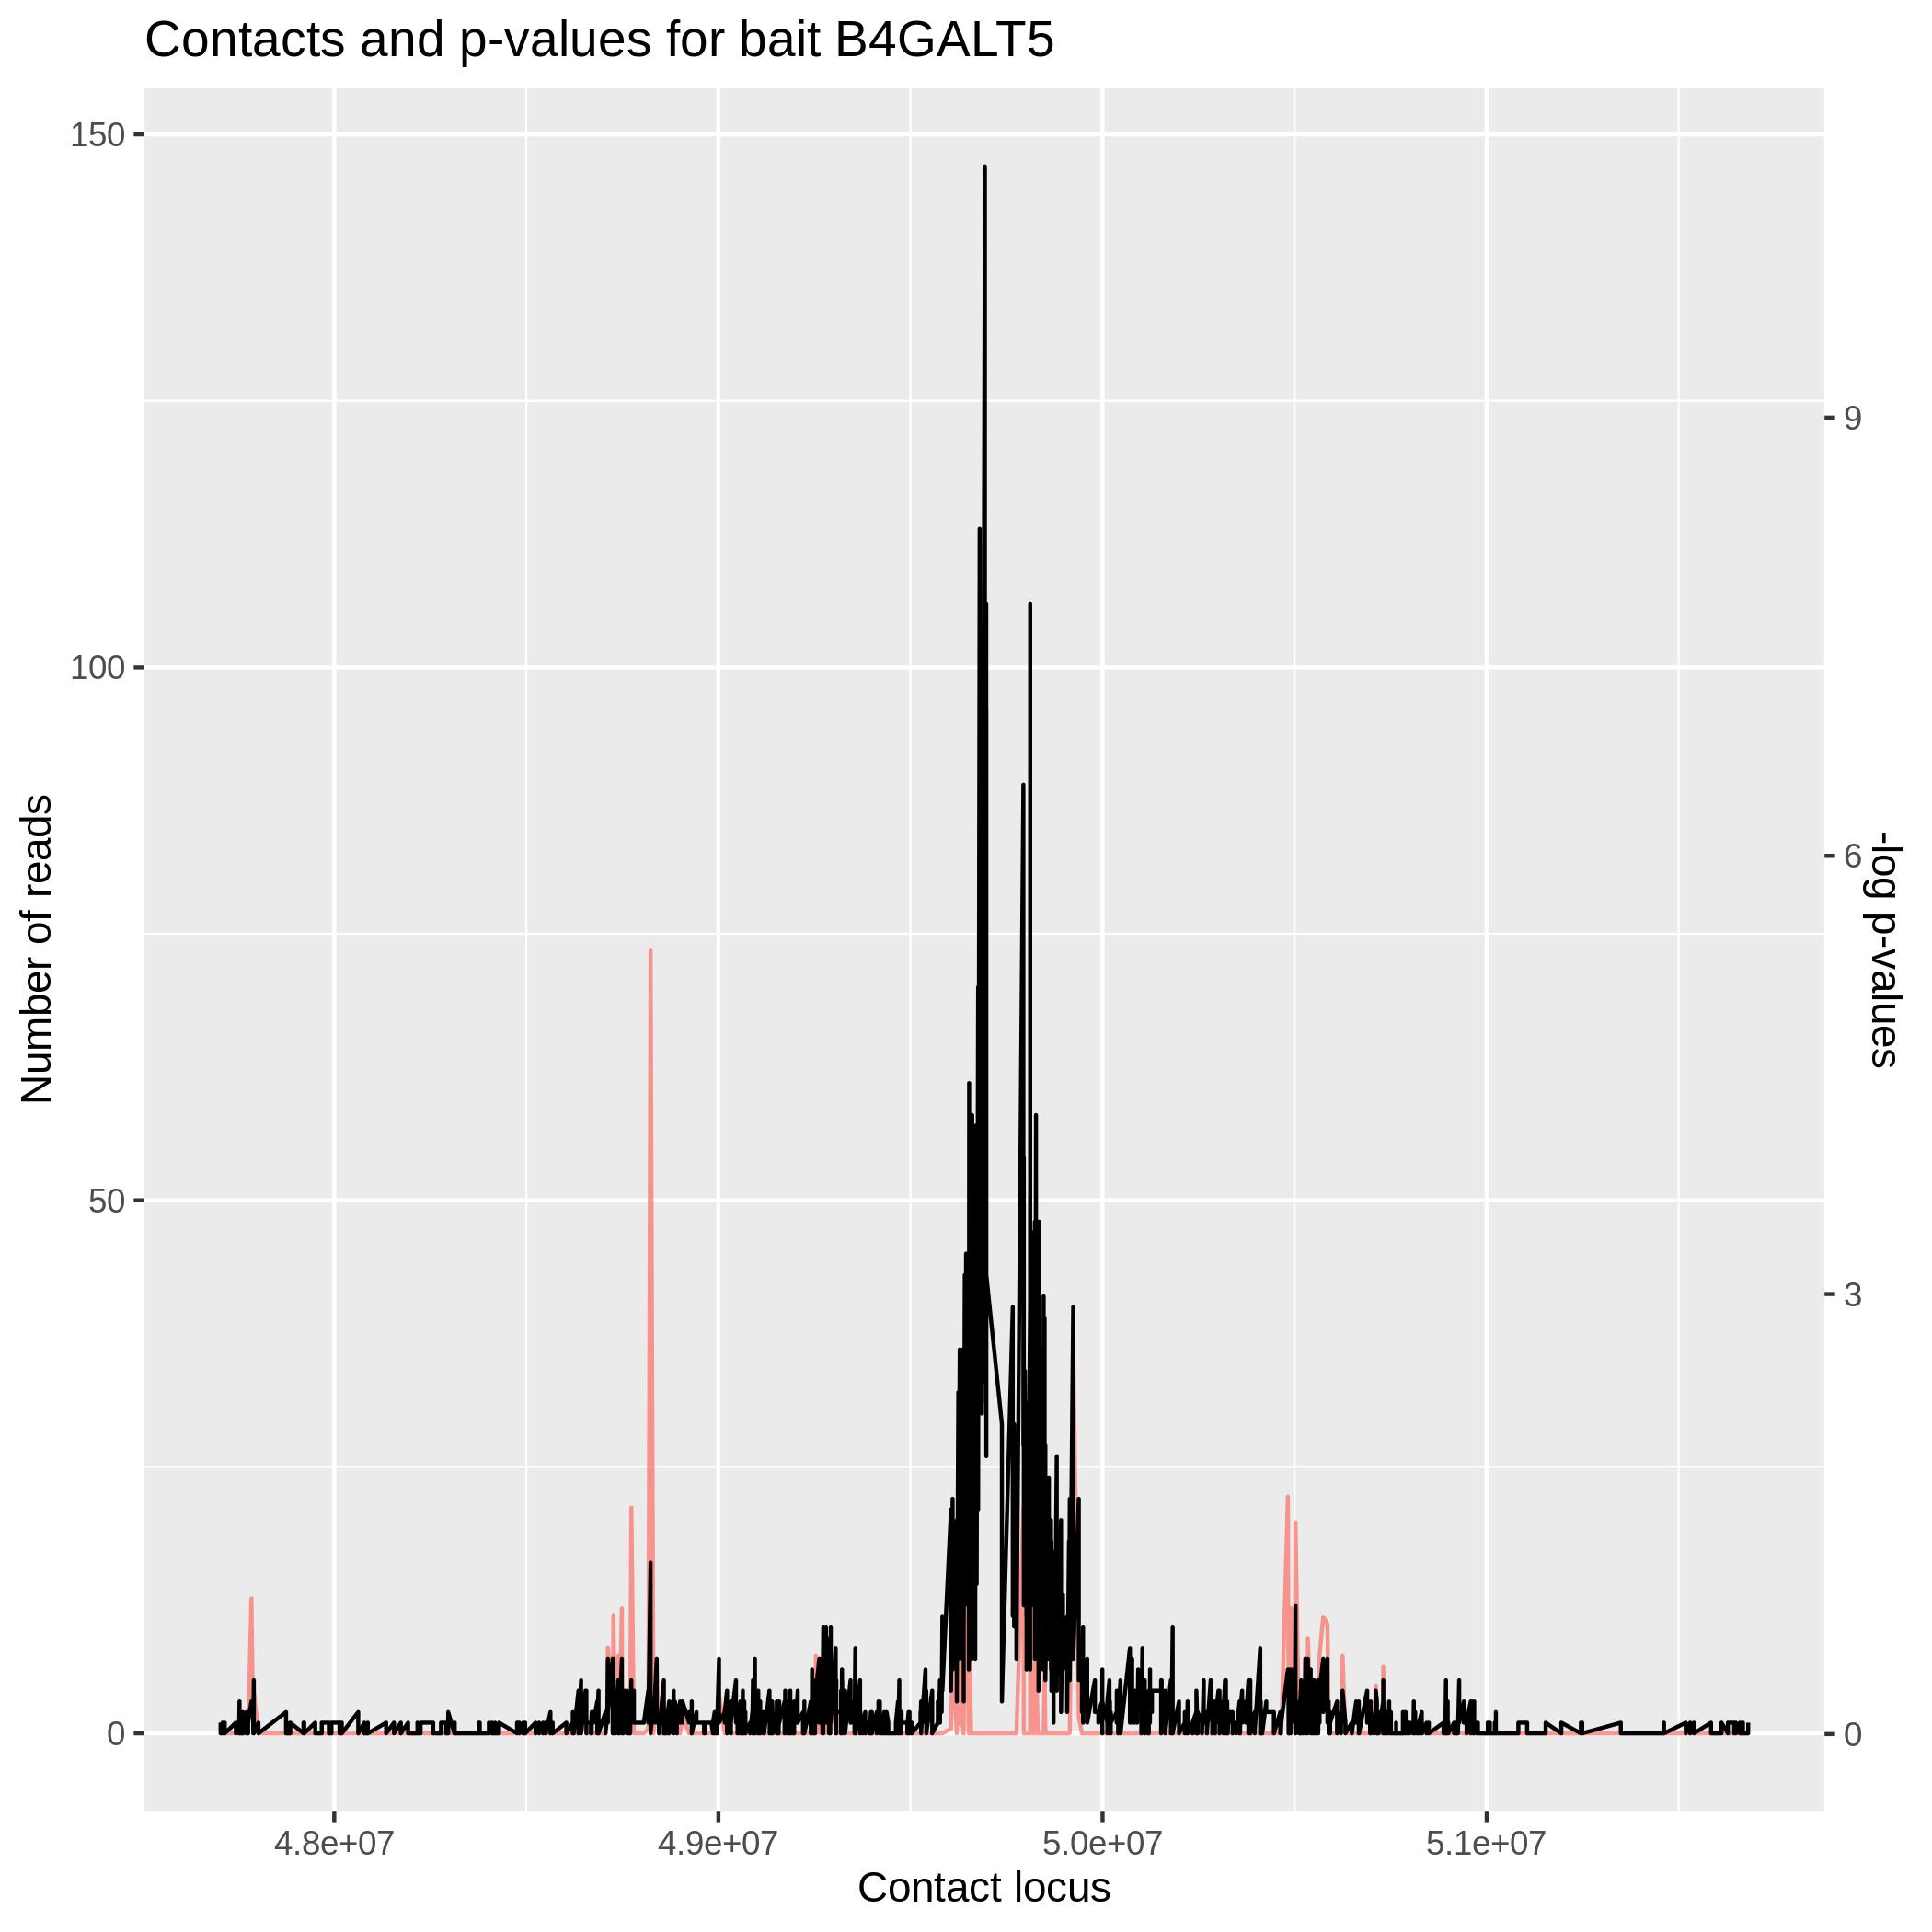 Contacts and p-values for bait B4GALT5
150
100
50
0
Number of reads
9
6
3
0
-log p-values
4.8e+07
4.9e+07
5.0e+07
5.1e+07
Contact locus